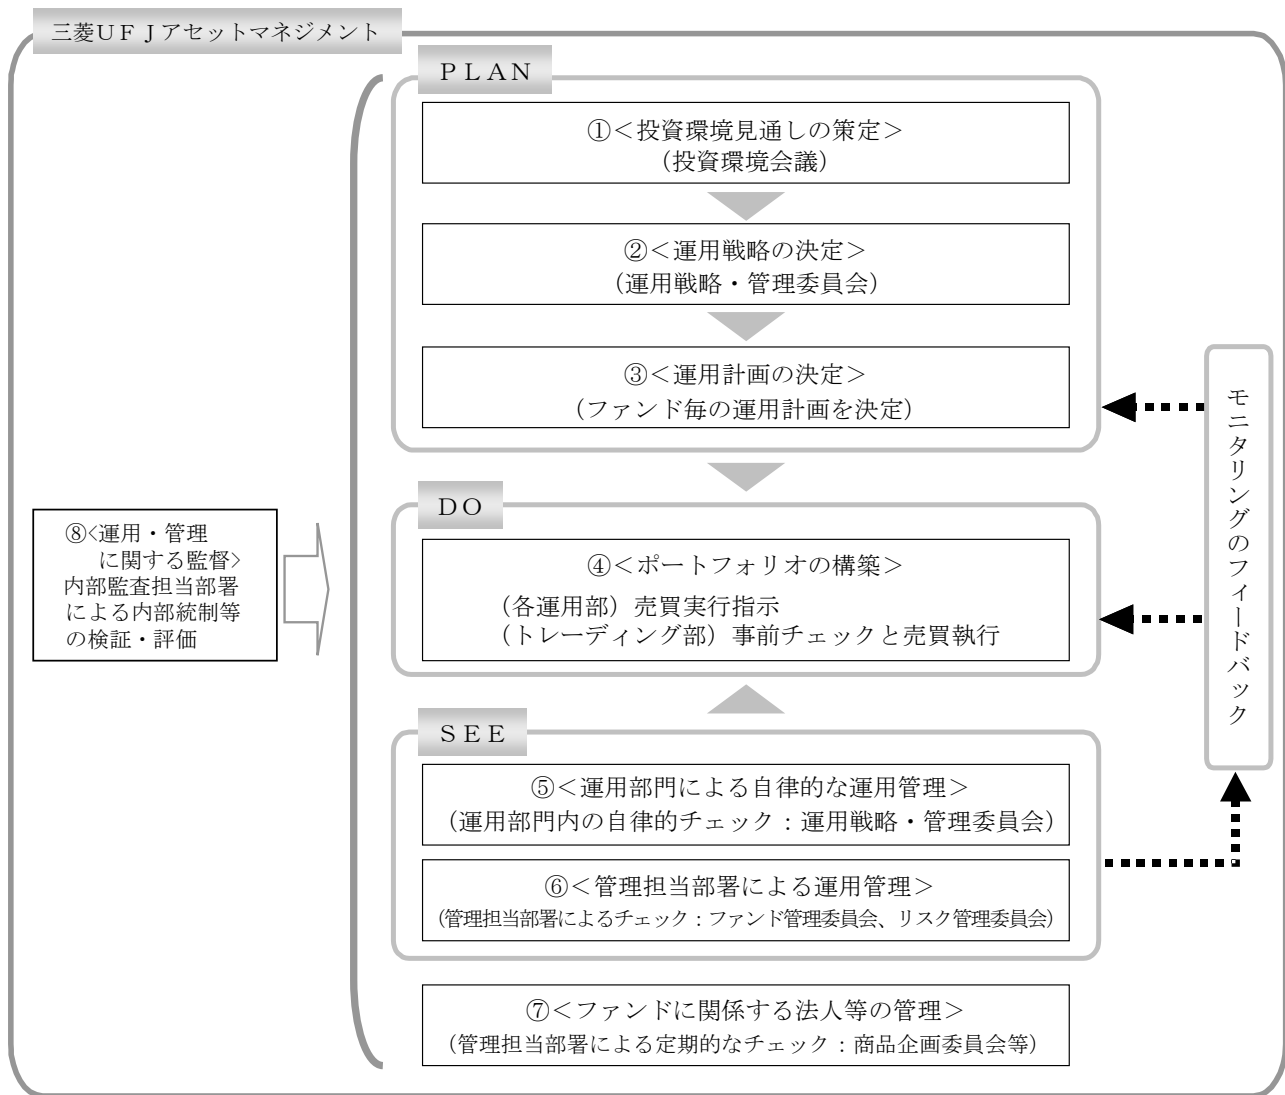 三菱ＵＦＪアセットマネジメント
ＰＬＡＮ
①＜投資環境見通しの策定＞
（投資環境会議）
②＜運用戦略の決定＞
（運用戦略・管理委員会）
③＜運用計画の決定＞
（ファンド毎の運用計画を決定）
ＤＯ
④＜ポートフォリオの構築＞
（各運用部）売買実行指示
（トレーディング部）事前チェックと売買執行
ＳＥＥ
⑤＜運用部門による自律的な運用管理＞
（運用部門内の自律的チェック：運用戦略・管理委員会）
⑥＜管理担当部署による運用管理＞
（管理担当部署によるチェック：ファンド管理委員会、リスク管理委員会）
⑦＜ファンドに関係する法人等の管理＞
（管理担当部署による定期的なチェック：商品企画委員会等）
⑧<運用・管理
に関する監督>
内部監査担当部署
による内部統制等
の検証・評価
モニタリングのフィードバック